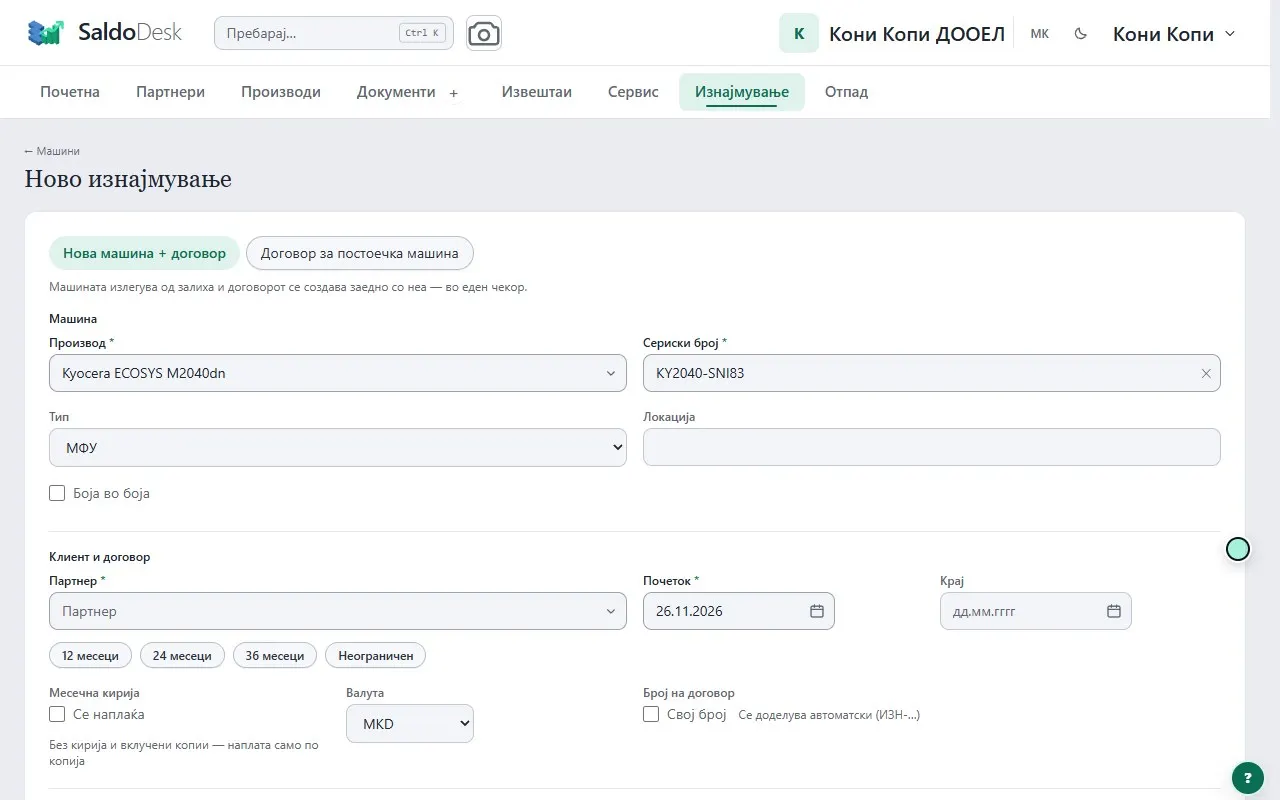 SaldoDesk
Пребарај...
Ctrl K
K
Кони Копи ДООЕЛ
МК
Кони Копи
Почетна
Партнери
Производи
Документи +
Извештаи
Сервис
Изнајмување
Отпад
← Машини
Ново изнајмување
Нова машина + договор
Договор за постоечка машина
Машината излегува од залиха и договорот се создава заедно со неа — во еден чекор.
Машина
Производ *
Сериски број *
Kyocera ECOSYS M2040dn
KY2040-SNI83
Тип
Локација
МФУ
Боја во боја
Клиент и договор
Партнер *
Почеток *
Крај
Партнер
26.11.2026
дд.мм.гггг
12 месеци
24 месеци
36 месеци
Неограничен
Месечна кирија
Валута
Број на договор
Се наплаќа
MKD
Свој број
Се доделува автоматски (ИЗН-...)
Без кирија и вклучени копии — наплата само по
копија
?